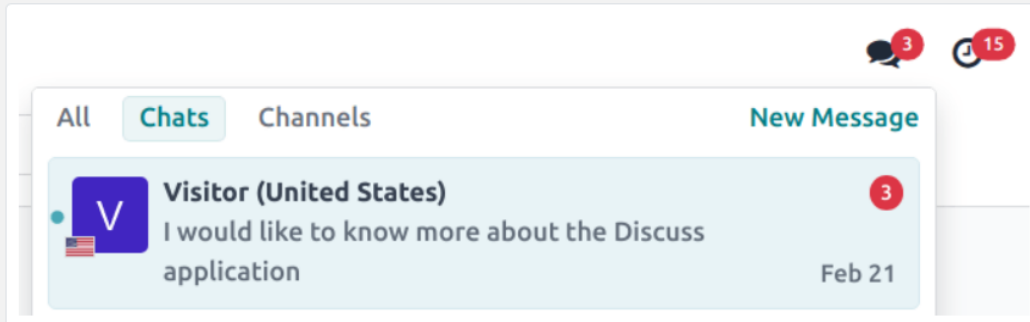 3 15
All Chats Channels New Message
V Visitor (United States) 3
I would like to know more about the Discuss
application Feb 21